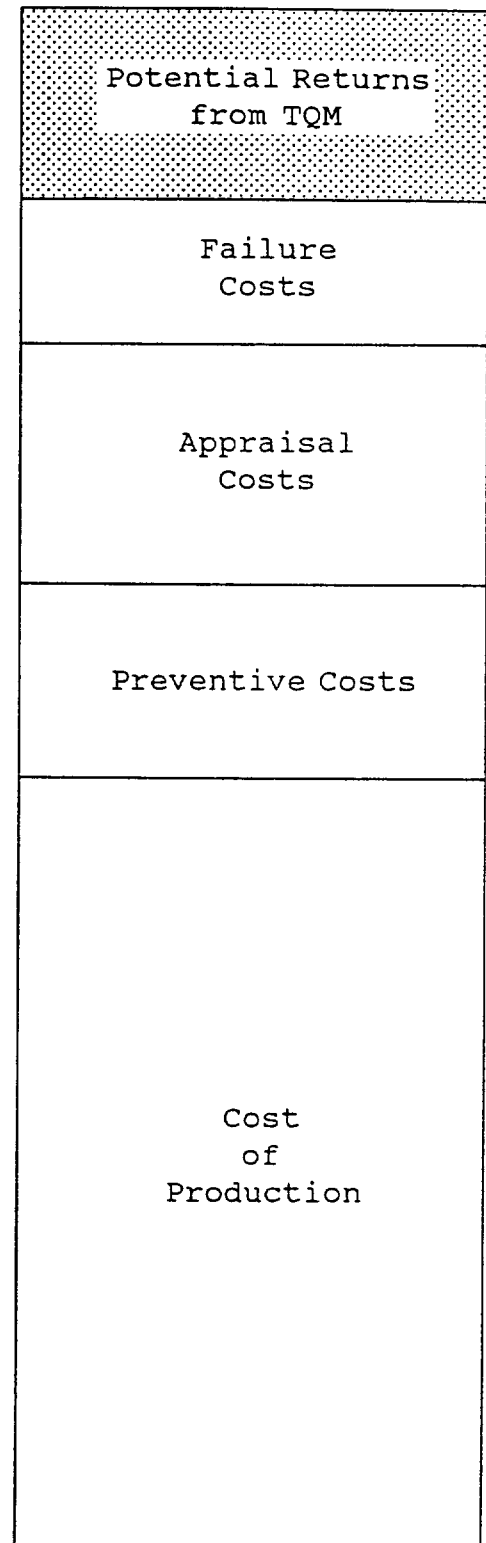 Potential Returns
from TQM
Failure
Costs
Appraisal
Costs
Preventive Costs
Cost
of
Production